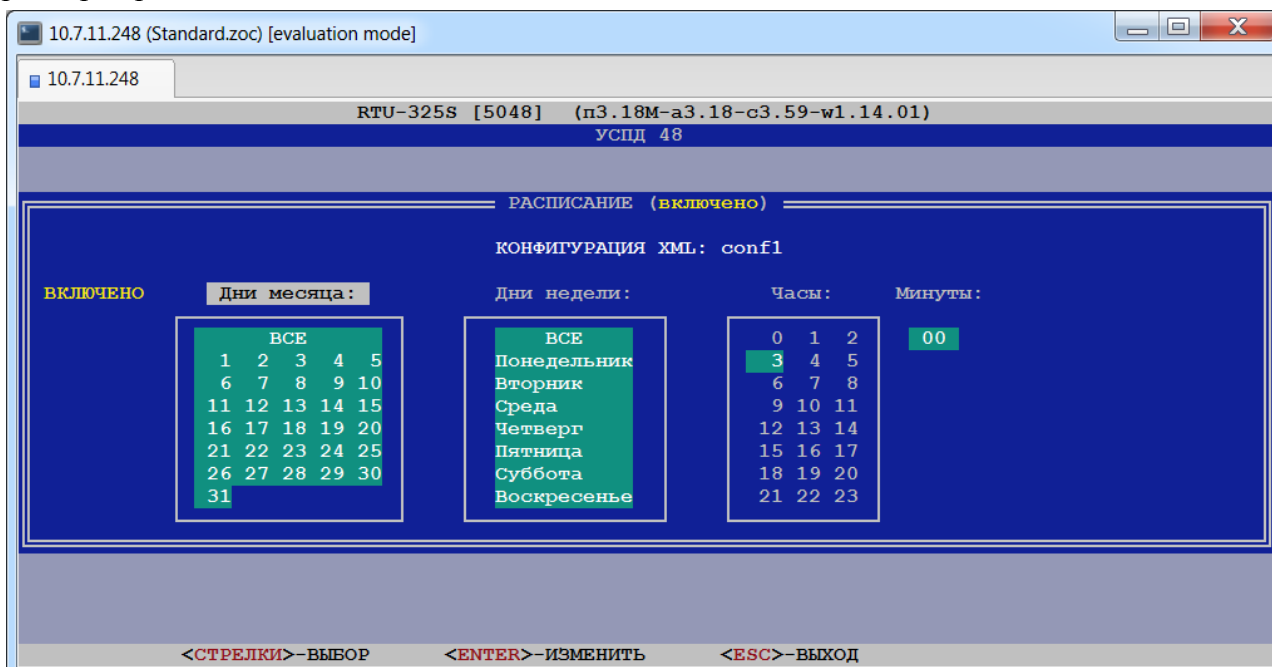 10.7.11.248 (Standard.zoc) [evaluation mode]
10.7.11.248
RTU-325S [5048] (п3.18М-а3.18-с3.59-w1.14.01)
УСПД 48
РАСПИСАНИЕ (включено)
КОНФИГУРАЦИЯ XML: conf1
ВКЛЮЧЕНО Дни месяца: Дни недели: Часы: Минуты:
ВСЕ ВСЕ 0 1 2 00
1 2 3 4 5 Понедельник 3 4 5
6 7 8 9 10 Вторник 6 7 8
11 12 13 14 15 Среда 9 10 11
16 17 18 19 20 Четверг 12 13 14
21 22 23 24 25 Пятница 15 16 17
26 27 28 29 30 Суббота 18 19 20
31 Воскресенье 21 22 23
<СТРЕЛКИ>-ВЫБОР <ENTER>-ИЗМЕНИТЬ <ESC>-ВЫХОД